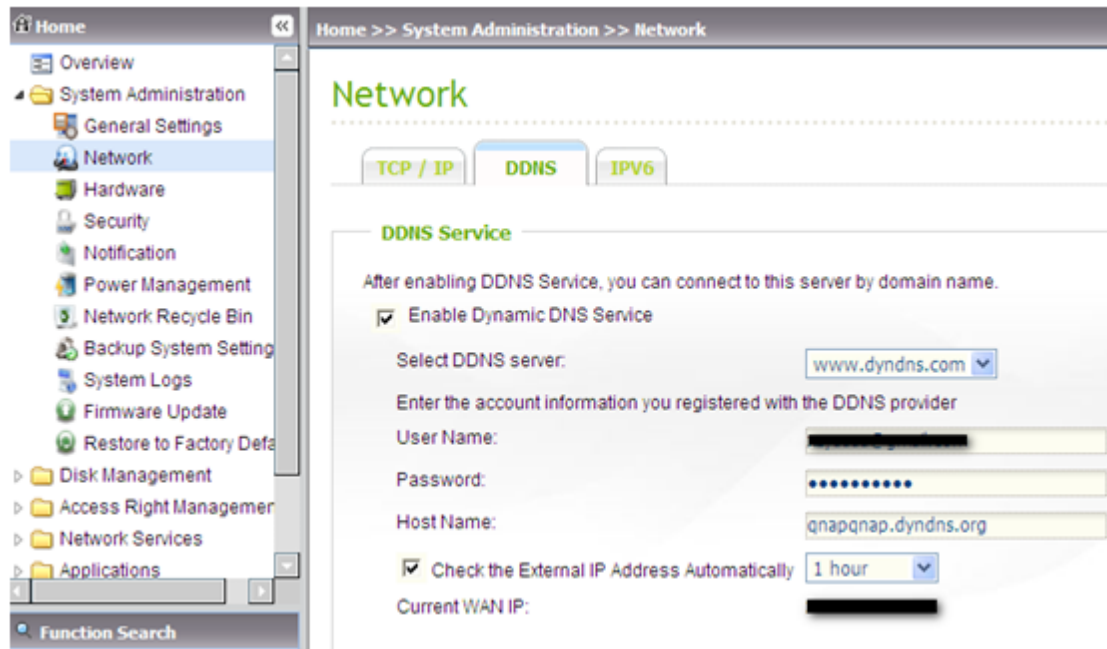 Home
Home >> System Administration >> Network
Overview
System Administration
General Settings
Network
Hardware
Security
Notification
Power Management
Network Recycle Bin
Backup System Setting
System Logs
Firmware Update
Restore to Factory Defa
Disk Management
Access Right Managemer
Network Services
Applications
Function Search
Network
TCP / IP
DDNS
IPV6
DDNS Service
After enabling DDNS Service, you can connect to this server by domain name.
Enable Dynamic DNS Service
Select DDNS server: www.dyndns.com
Enter the account information you registered with the DDNS provider
User Name:
Password: ••••••••••
Host Name: qnapqnap.dyndns.org
Check the External IP Address Automatically 1 hour
Current WAN IP: